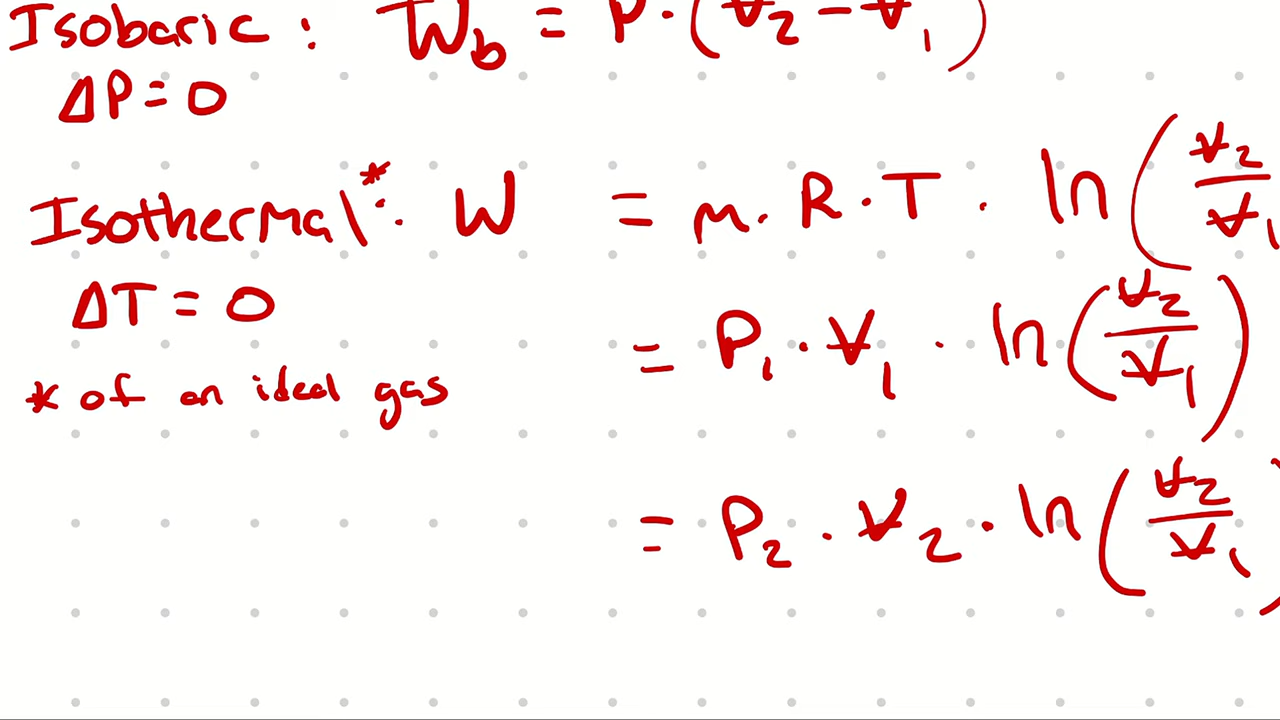 Isobaric: W_b = P·(V₂ − V₁)
ΔP = 0
Isothermal*: W = m·R·T · ln(V₂/V₁
ΔT = 0
= P₁·V₁ · ln(V₂/V₁)
* of an ideal gas
= P₂·V₂·ln(V₂/V₁)